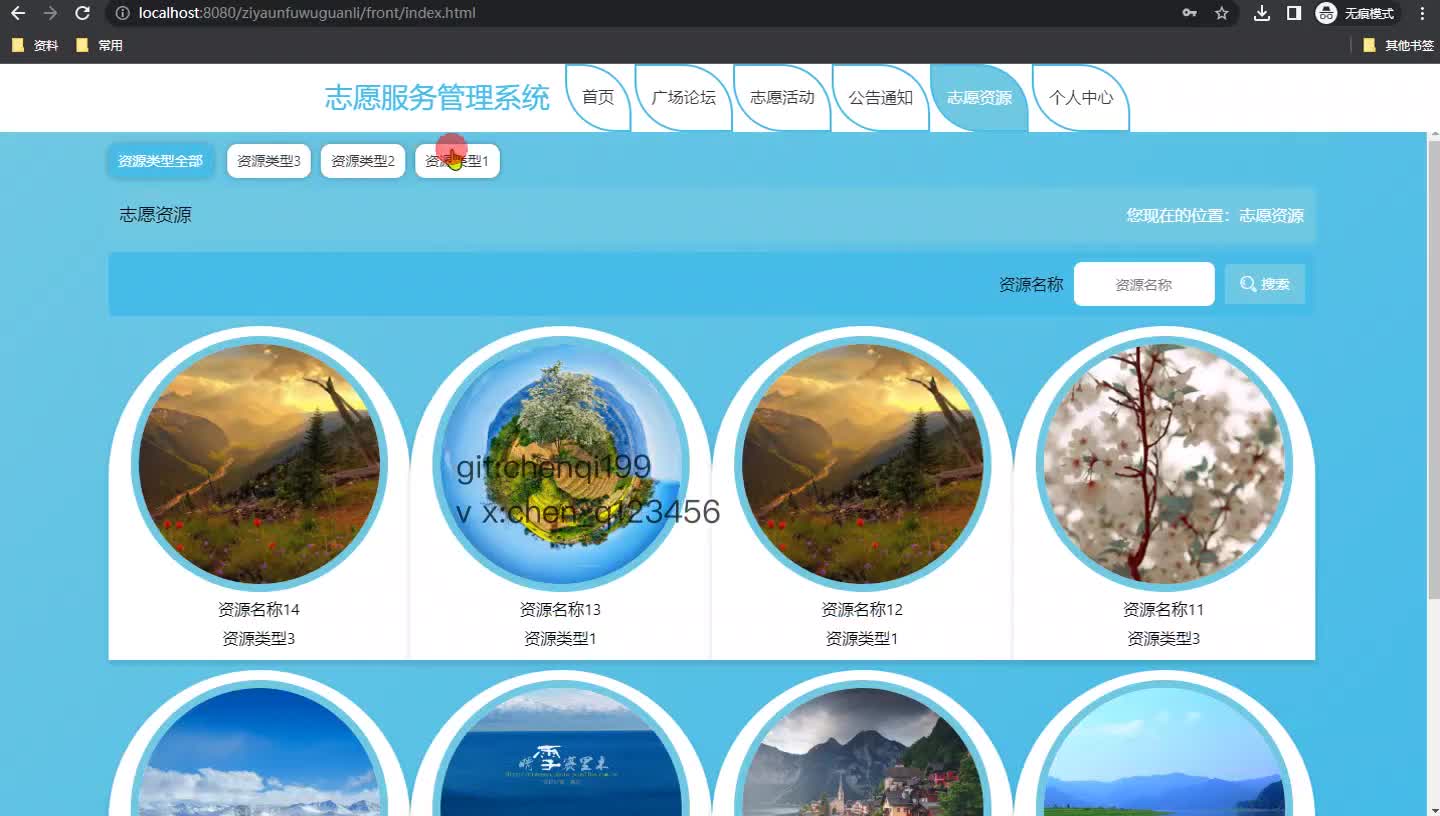 localhost:8080/ziyaunfuwuguanli/front/index.html
无痕模式
资料 常用 其他书签
志愿服务管理系统 首页 广场论坛 志愿活动 公告通知 志愿资源 个人中心
资源类型全部 资源类型3 资源类型2 资源类型1
志愿资源 您现在的位置：志愿资源
资源名称 资源名称 搜索
git:chenqi199
v x:chen_qi23456
资源名称14 资源名称13 资源名称12 资源名称11
资源类型3 资源类型1 资源类型1 资源类型3